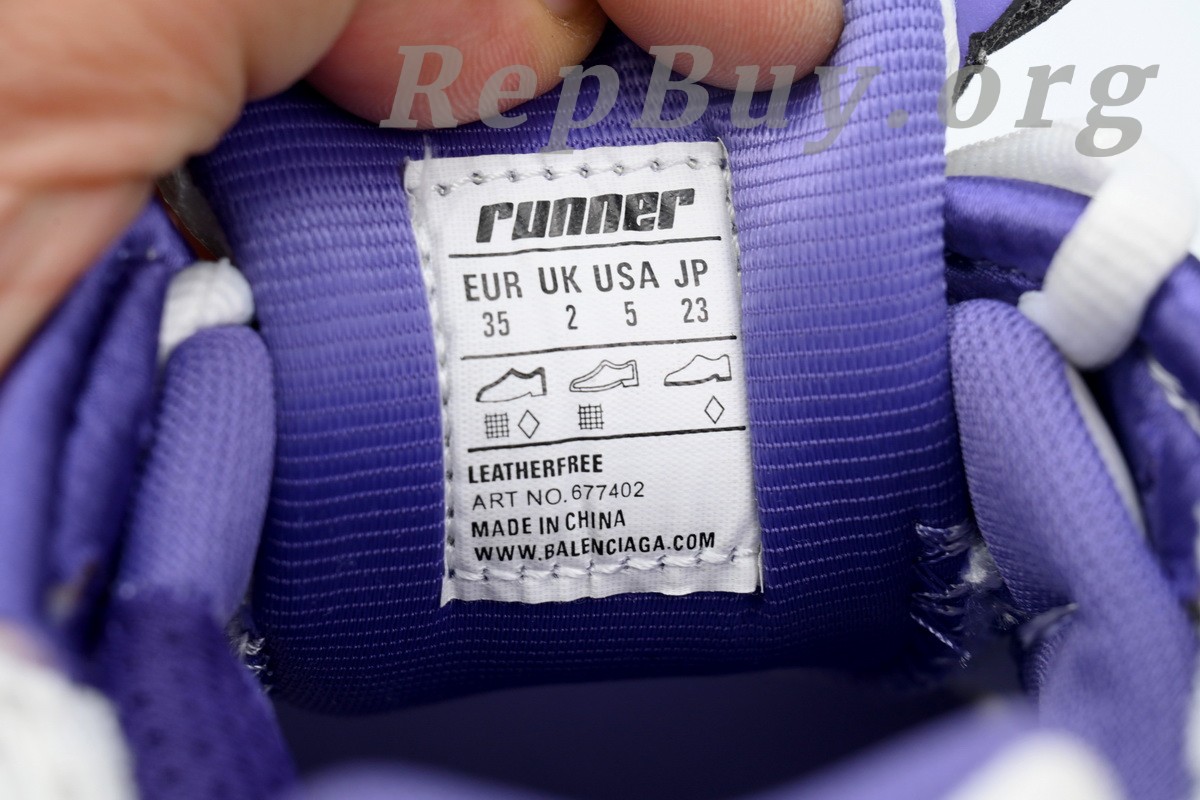 RepBuy.org
runner
EUR UK USA JP
35 2 5 23
LEATHERFREE
ART NO. 677402
MADE IN CHINA
WWW.BALENCIAGA.COM